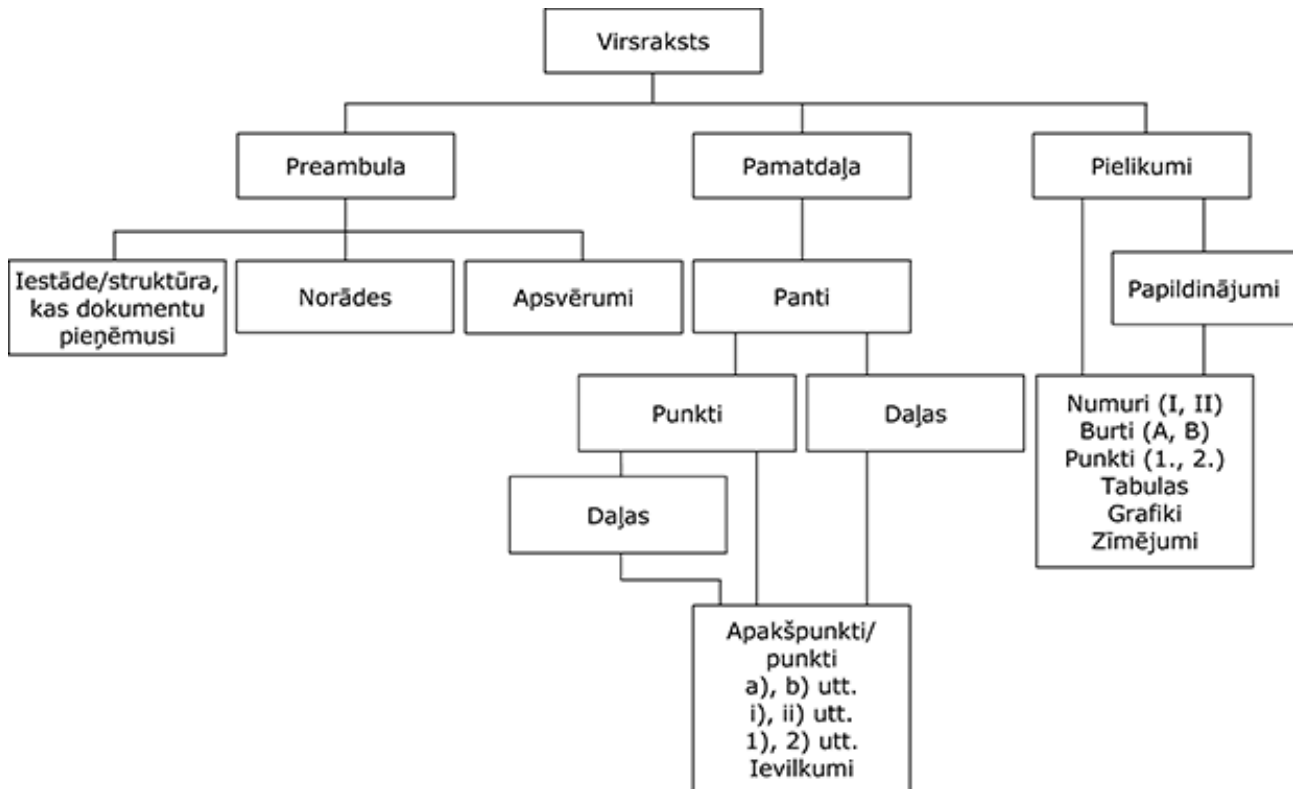 Virsraksts
Preambula
Pamatdaļa
Pielikumi
Iestāde/struktūra,
kas dokumentu
pieņēmusi
Norādes
Apsvērumi
Panti
Papildinājumi
Punkti
Daļas
Numuri (I, II)
Burti (A, B)
Punkti (1., 2.)
Tabulas
Grafiki
Zīmējumi
Daļas
Apakšpunkti/
punkti
a), b) utt.
i), ii) utt.
1), 2) utt.
Ievilkumi